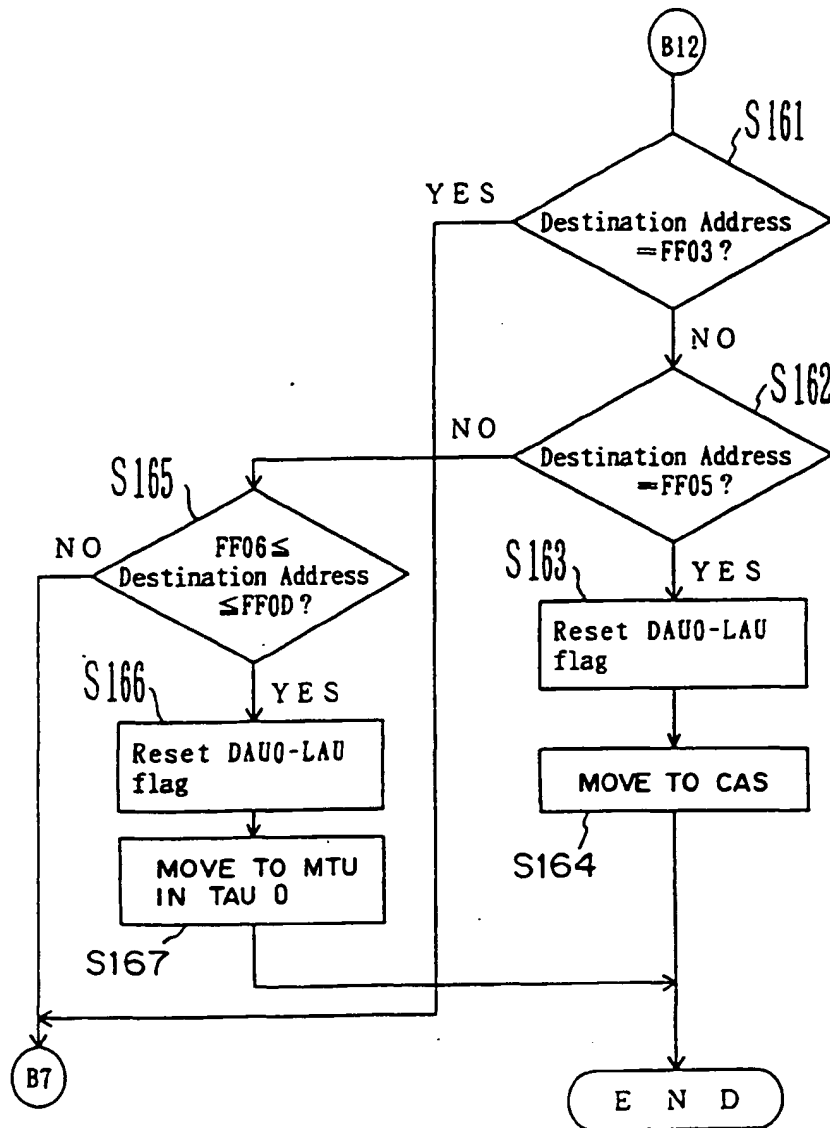 B12
S161
YES
Destination Address
=FF03?
NO
S162
NO
Destination Address
=FF05?
S165
NO
FF06≦
Destination Address
≦FF0D?
S163
YES
Reset DAU0-LAU
flag
S166
YES
Reset DAU0-LAU
flag
MOVE TO CAS
S164
MOVE TO MTU
IN TAU 0
S167
B7
END